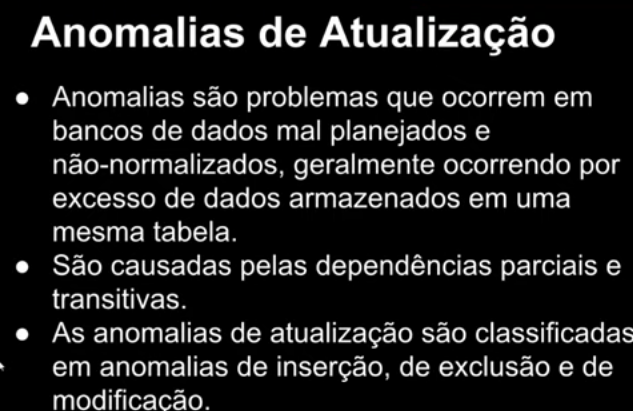 Anomalias de Atualização
● Anomalias são problemas que ocorrem em
bancos de dados mal planejados e
não-normalizados, geralmente ocorrendo por
excesso de dados armazenados em uma
mesma tabela.
● São causadas pelas dependências parciais e
transitivas.
● As anomalias de atualização são classificadas
em anomalias de inserção, de exclusão e de
modificação.